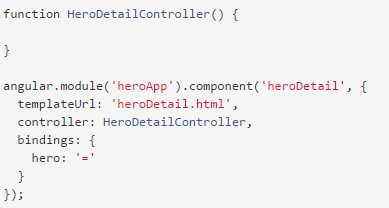 function HeroDetailController() {
}
angular.module('heroApp').component('heroDetail', {
  templateUrl: 'heroDetail.html',
  controller: HeroDetailController,
  bindings: {
    hero: '='
  }
});